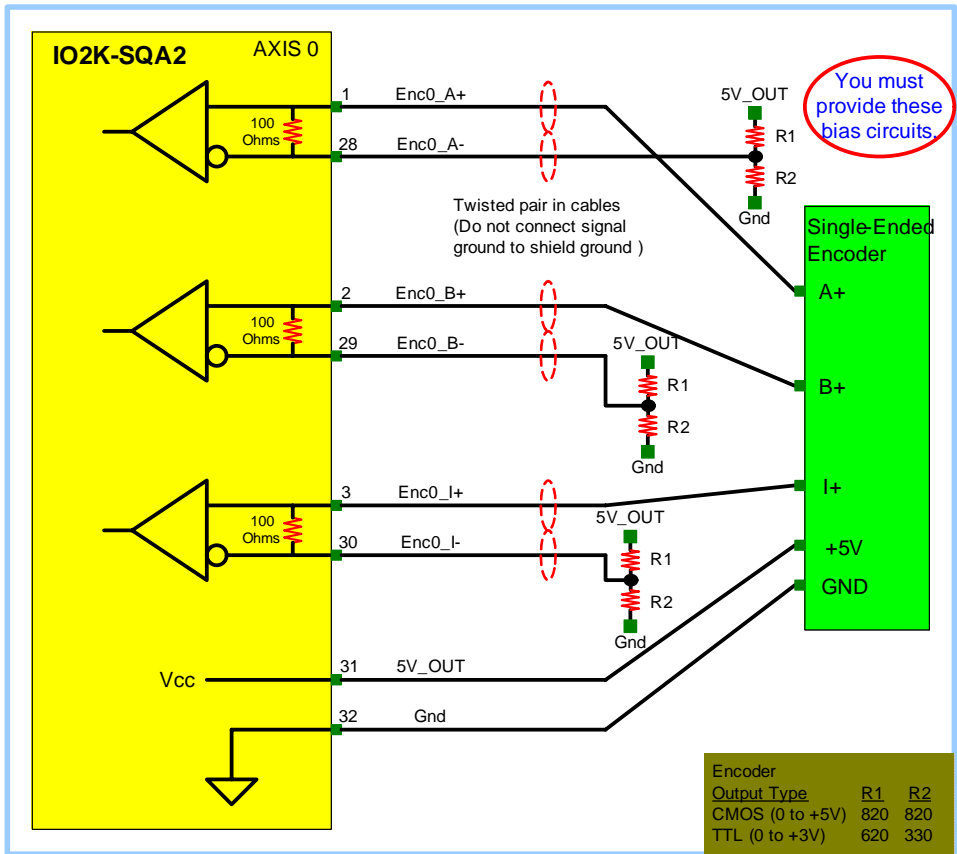 IO2K-SQA2
AXIS 0
You must
provide these
bias circuits.
1
Enc0_A+
100
Ohms
28
Enc0_A-
5V_OUT
R1
R2
Gnd
Twisted pair in cables
(Do not connect signal
ground to shield ground )
Single-Ended
Encoder
A+
2
Enc0_B+
100
Ohms
29
Enc0_B-
5V_OUT
R1
R2
Gnd
B+
3
Enc0_I+
100
Ohms
30
Enc0_I-
5V_OUT
R1
R2
Gnd
I+
+5V
GND
Vcc
31
5V_OUT
32
Gnd
Encoder
Output Type R1 R2
CMOS (0 to +5V) 820 820
TTL (0 to +3V) 620 330